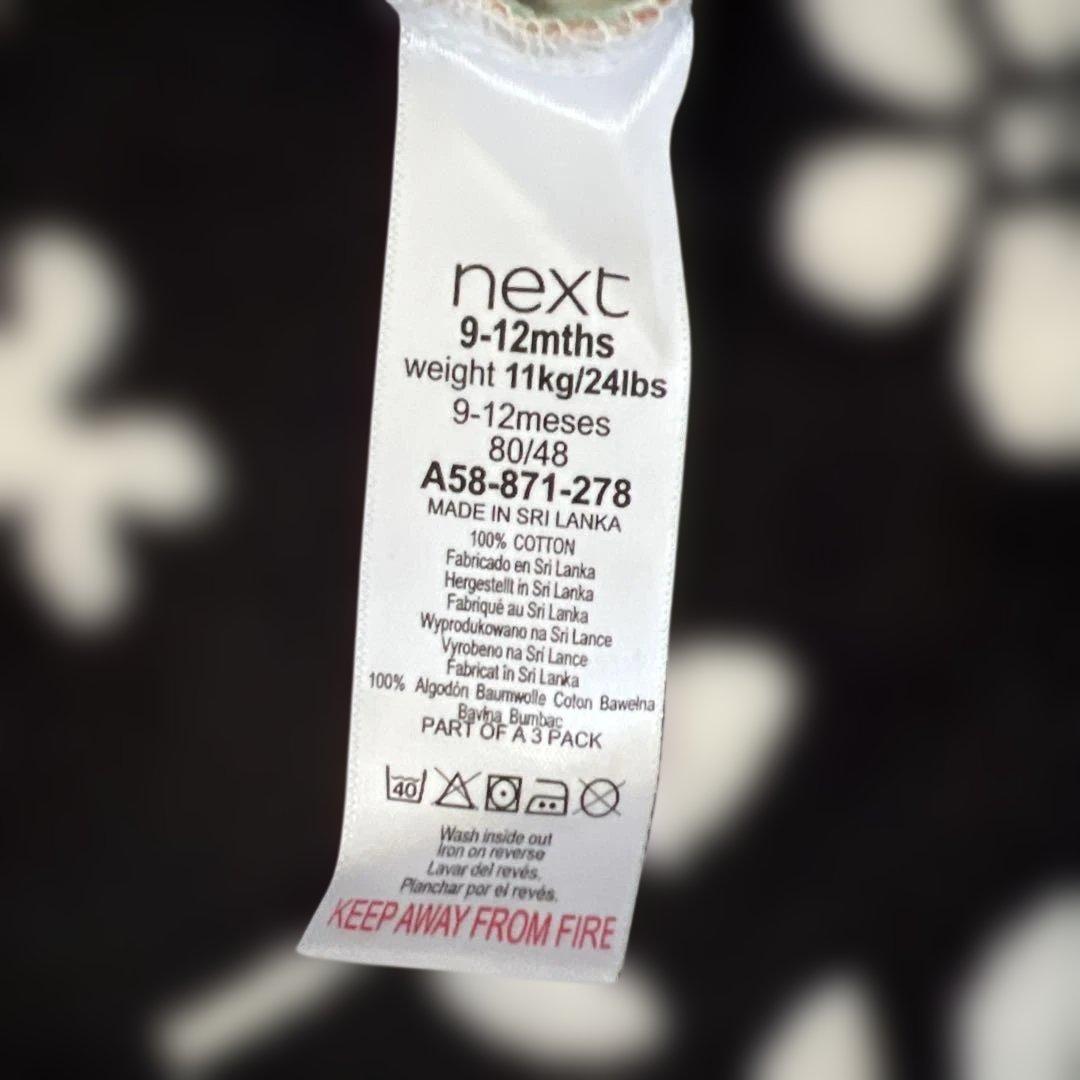 next
9-12mths
weight 11kg/24lbs
9-12meses
80/48
A58-871-278
MADE IN SRI LANKA
100% COTTON
Fabricado en Sri Lanka
Hergestellt in Sri Lanka
Fabriqué au Sri Lanka
Wyprodukowano na Sri Lance
Vyrobeno na Sri Lance
Fabricat în Sri Lanka
100% Algodón Baumwolle Coton Bawełna
Bavlna Bumbac
PART OF A 3 PACK
40
Wash inside out
Iron on reverse
Lavar del revés.
Planchar por el revés.
KEEP AWAY FROM FIRE